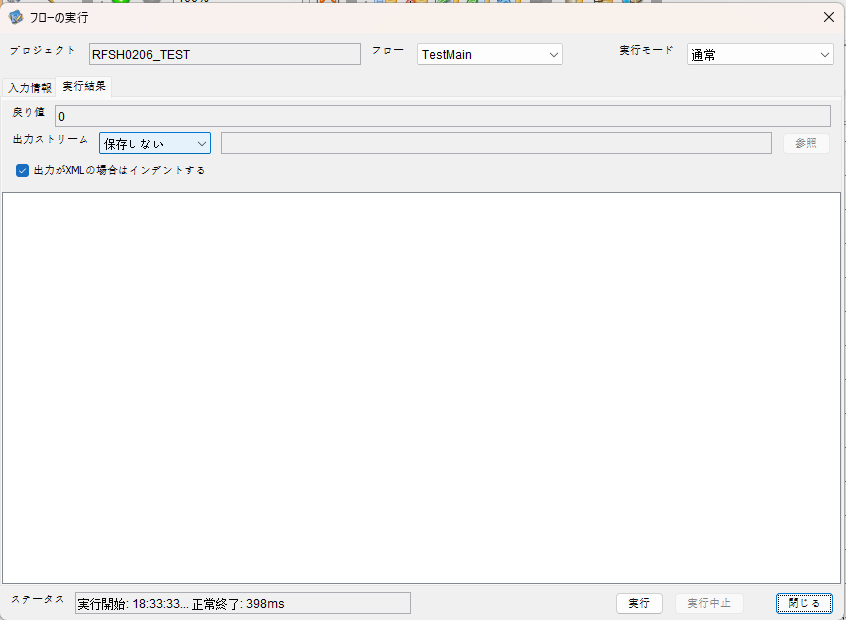 フローの実行
プロジェクト RFSH0206_TEST フロー TestMain 実行モード 通常
入力情報 実行結果
戻り値 0
出力ストリーム 保存しない 参照
出力がXMLの場合はインデントする
ステータス 実行開始: 18:33:33... 正常終了: 398ms 実行 実行中止 閉じる